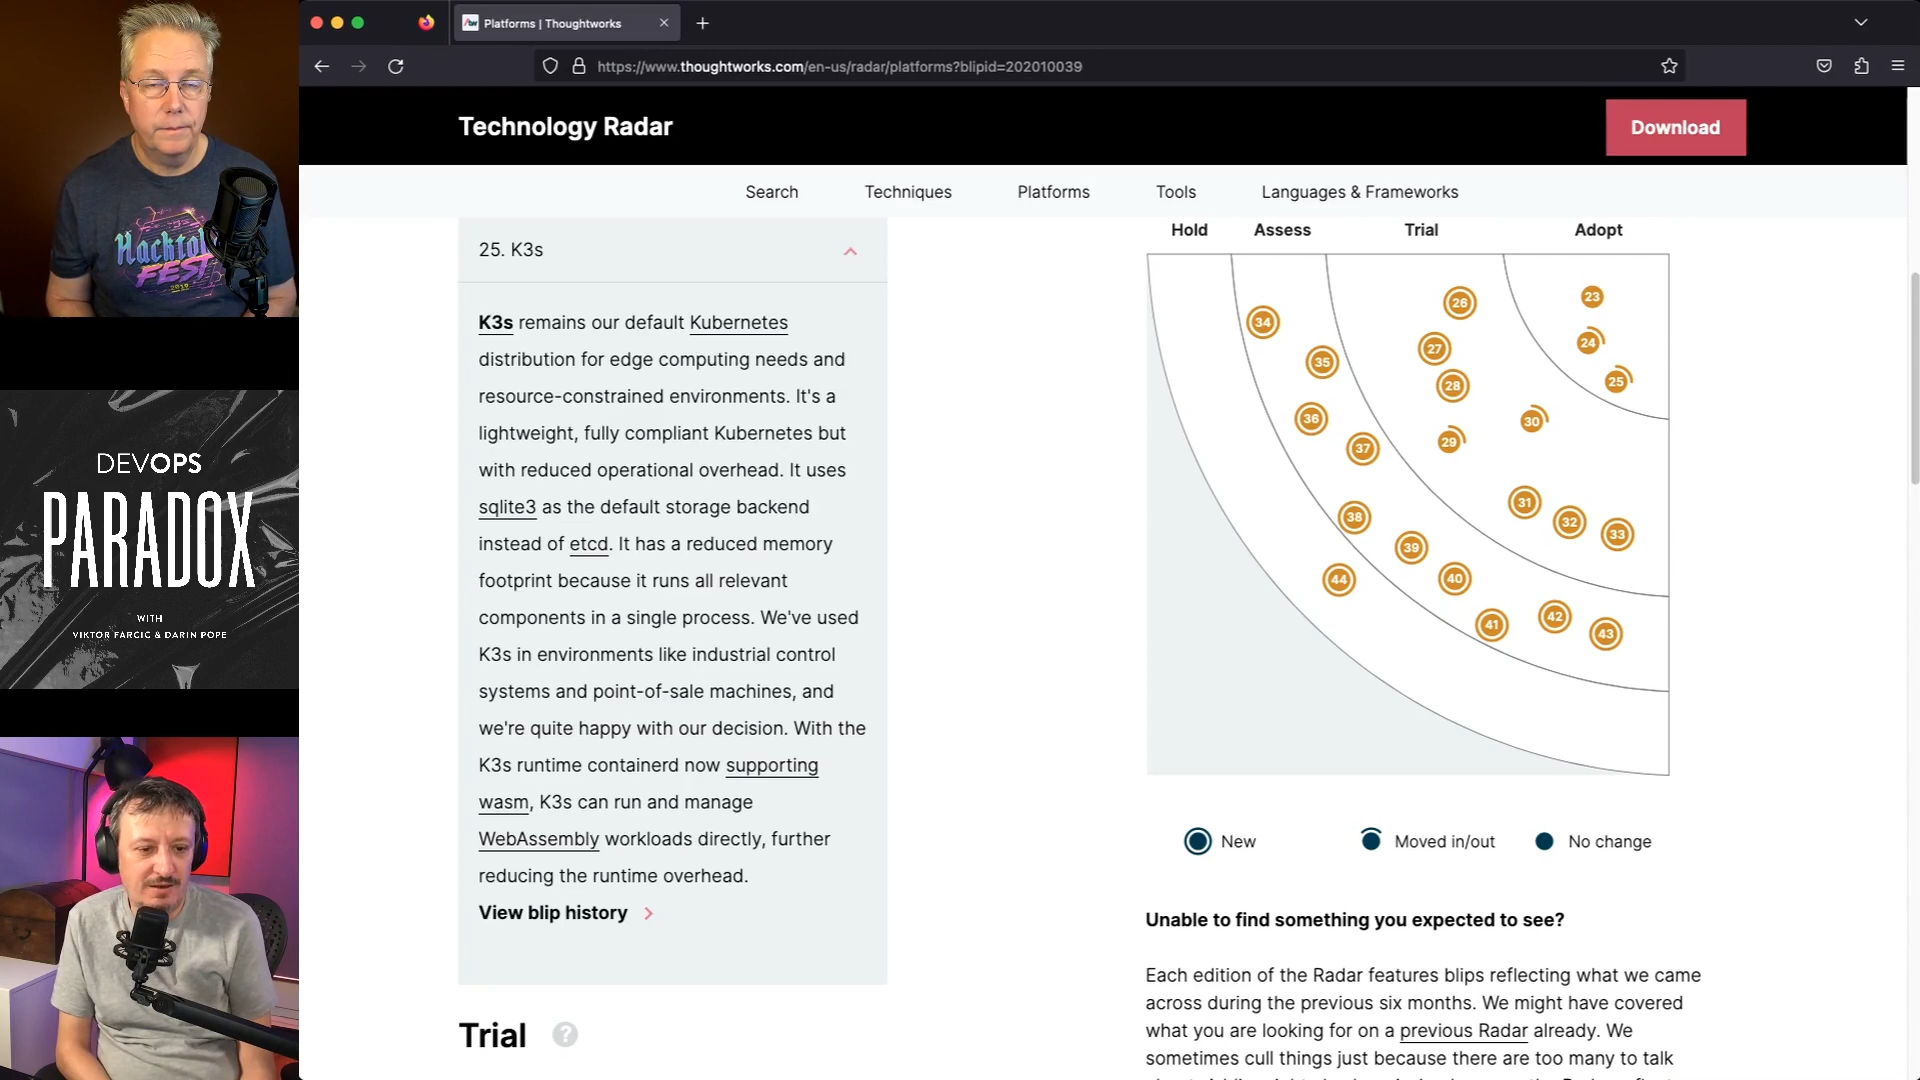 Hackto
FEST
2019
DEVOPS
PARADOX
WITH
VIKTOR FARCIC & DARIN POPE
/tw
Platforms | Thoughtworks
https://www.thoughtworks.com/en-us/radar/platforms?blipid=202010039
Technology Radar
Download
Search
Techniques
Platforms
Tools
Languages & Frameworks
25. K3s
K3s remains our default Kubernetes
distribution for edge computing needs and
resource-constrained environments. It's a
lightweight, fully compliant Kubernetes but
with reduced operational overhead. It uses
sqlite3 as the default storage backend
instead of etcd. It has a reduced memory
footprint because it runs all relevant
components in a single process. We've used
K3s in environments like industrial control
systems and point-of-sale machines, and
we're quite happy with our decision. With the
K3s runtime containerd now supporting
wasm, K3s can run and manage
WebAssembly workloads directly, further
reducing the runtime overhead.
View blip history
Trial ?
Hold
Assess
Trial
Adopt
23
26
34
24
27
35
25
28
36
30
29
37
31
38
32
33
39
40
44
42
41
43
New
Moved in/out
No change
Unable to find something you expected to see?
Each edition of the Radar features blips reflecting what we came
across during the previous six months. We might have covered
what you are looking for on a previous Radar already. We
sometimes cull things just because there are too many to talk